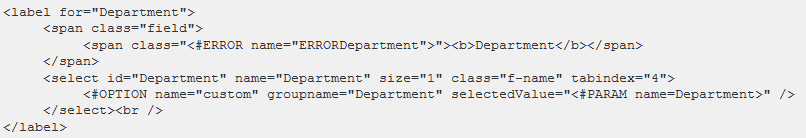 <label for="Department">
<span class="field">
<span class="<#ERROR name="ERRORDepartment">"><b>Department</b></span>
</span>
<select id="Department" name="Department" size="1" class="f-name" tabindex="4">
<#OPTION name="custom" groupname="Department" selectedValue="<#PARAM name=Department>" />
</select><br />
</label>